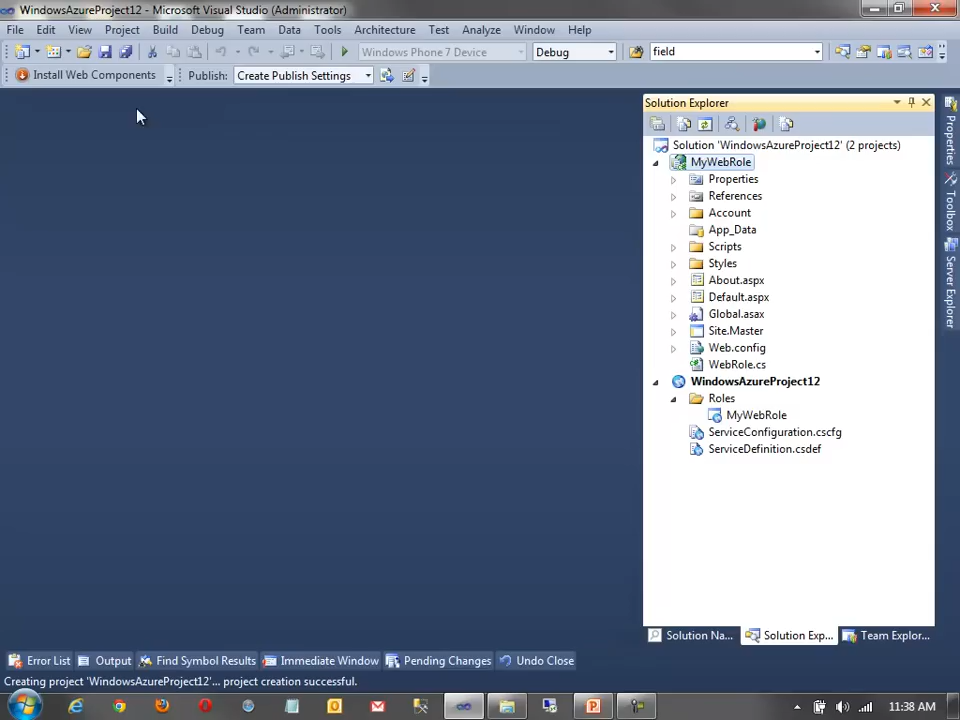 WindowsAzureProject12 - Microsoft Visual Studio (Administrator)
File Edit View Project Build Debug Team Data Tools Architecture Test Analyze Window Help
Windows Phone 7 Device Debug field
Install Web Components Publish: Create Publish Settings
Solution Explorer
Solution 'WindowsAzureProject12' (2 projects)
MyWebRole
Properties
References
Account
App_Data
Scripts
Styles
About.aspx
Default.aspx
Global.asax
Site.Master
Web.config
WebRole.cs
WindowsAzureProject12
Roles
MyWebRole
ServiceConfiguration.cscfg
ServiceDefinition.csdef
Properties
Toolbox
Server Explorer
Solution Na... Solution Exp... Team Explor...
Error List Output Find Symbol Results Immediate Window Pending Changes Undo Close
Creating project 'WindowsAzureProject12'... project creation successful.
11:38 AM